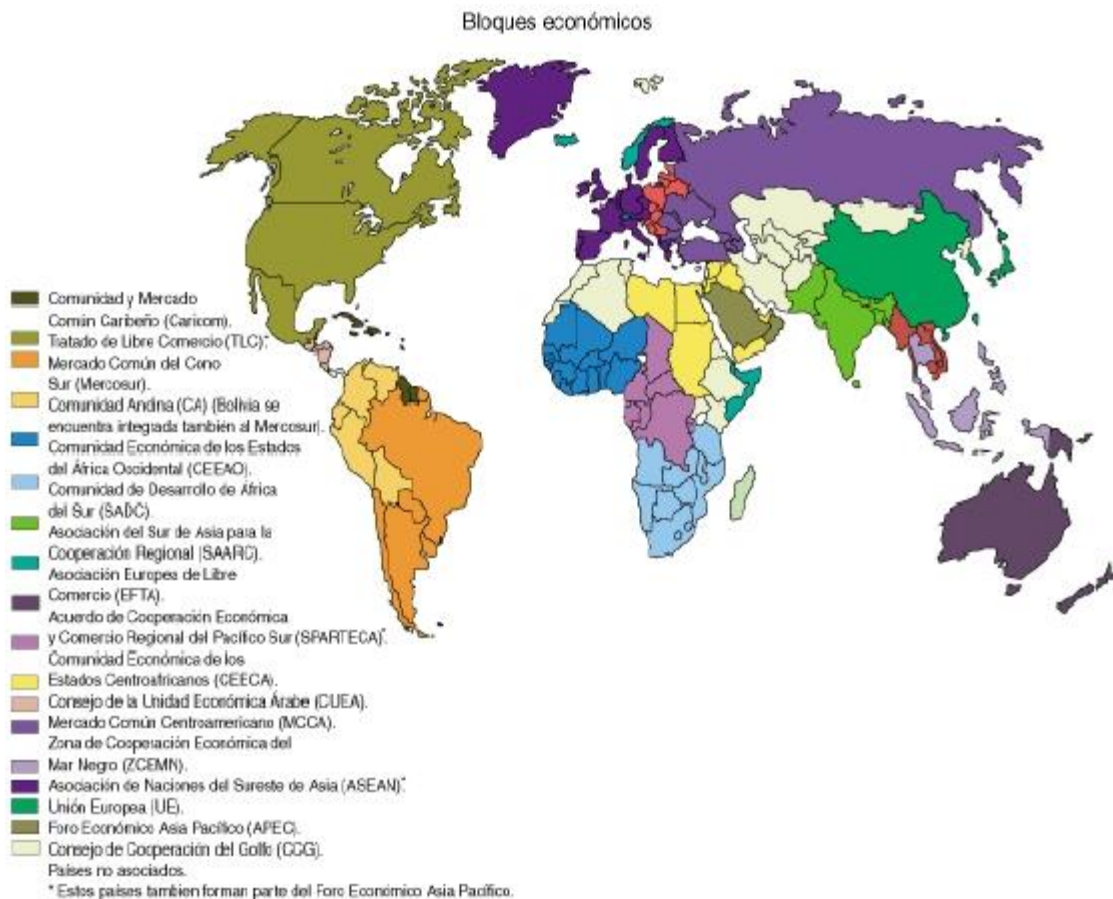 Bloques económicos
Comunidad y Mercado
Común Caribeño (Caricom).
Tratado de Libre Comercio (TLC)*.
Mercado Común del Cono
Sur (Mercosur).
Comunidad Andina (CA) (Bolivia se
encuentra integrada también al Mercosur).
Comunidad Económica de los Estados
del África Occidental (CEEAO).
Comunidad de Desarrollo de África
del Sur (SADC).
Asociación del Sur de Asia para la
Cooperación Regional (SAARC).
Asociación Europea de Libre
Comercio (EFTA).
Acuerdo de Cooperación Económica
y Comercio Regional del Pacífico Sur (SPARTECA)*.
Comunidad Económica de los
Estados Centroafricanos (CEECA).
Consejo de la Unidad Económica Árabe (CUEA).
Mercado Común Centroamericano (MCCA).
Zona de Cooperación Económica del
Mar Negro (ZCEMN).
Asociación de Naciones del Sureste de Asia (ASEAN)*.
Unión Europea (UE).
Foro Económico Asia Pacífico (APEC).
Consejo de Cooperación del Golfo (CCG).
Países no asociados.
* Estos países tambien forman parte del Foro Económico Asia Pacífico.